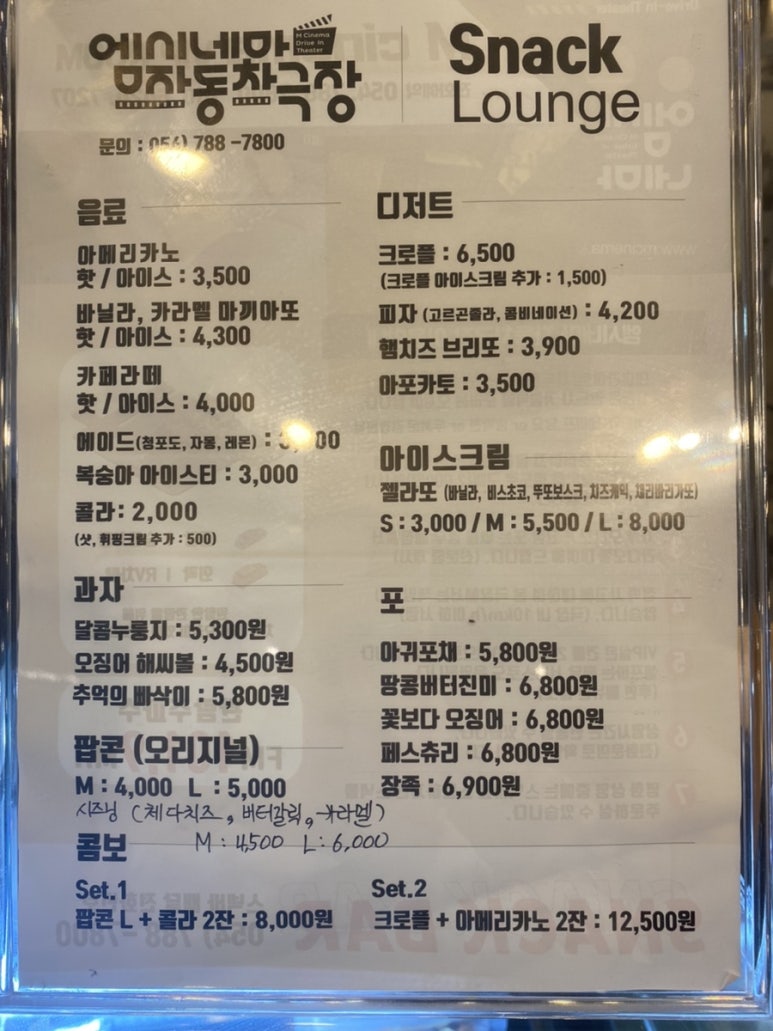 엠시네마
M Cinema
Drive in
Theater
자동차극장
Snack
Lounge
문의 : 054) 788 -7800
음료
아메리카노
핫 / 아이스 : 3,500
바닐라, 카라멜 마끼아또
핫 / 아이스 : 4,300
카페라떼
핫 / 아이스 : 4,000
에이드(청포도, 자몽, 레몬) :
복숭아 아이스티 : 3,000
콜라: 2,000
(샷, 휘핑크림 추가 : 500)
디저트
크로플 : 6,500
(크로플 아이스크림 추가 : 1,500)
피자 (고르곤졸라, 콤비네이션) : 4,200
햄치즈 브리또 : 3,900
아포카토 : 3,500
아이스크림
젤라또 (바닐라, 비스초코, 뚜또보스크, 치즈케익, 체리마리가또)
S : 3,000 / M : 5,500 / L : 8,000
과자
달콤누룽지 : 5,300원
오징어 해씨볼 : 4,500원
추억의 빠삭이 : 5,800원
포
아귀포채 : 5,800원
땅콩버터진미 : 6,800원
꽃보다 오징어 : 6,800원
페스츄리 : 6,800원
장족 : 6,900원
팝콘 (오리지널)
M : 4,000 L : 5,000
시즈닝 (체다치즈, 버터갈릭, 카라멜)
M : 4,500 L : 6,000
콤보
Set.1
팝콘 L + 콜라 2잔 : 8,000원
Set.2
크로플 + 아메리카노 2잔 : 12,500원